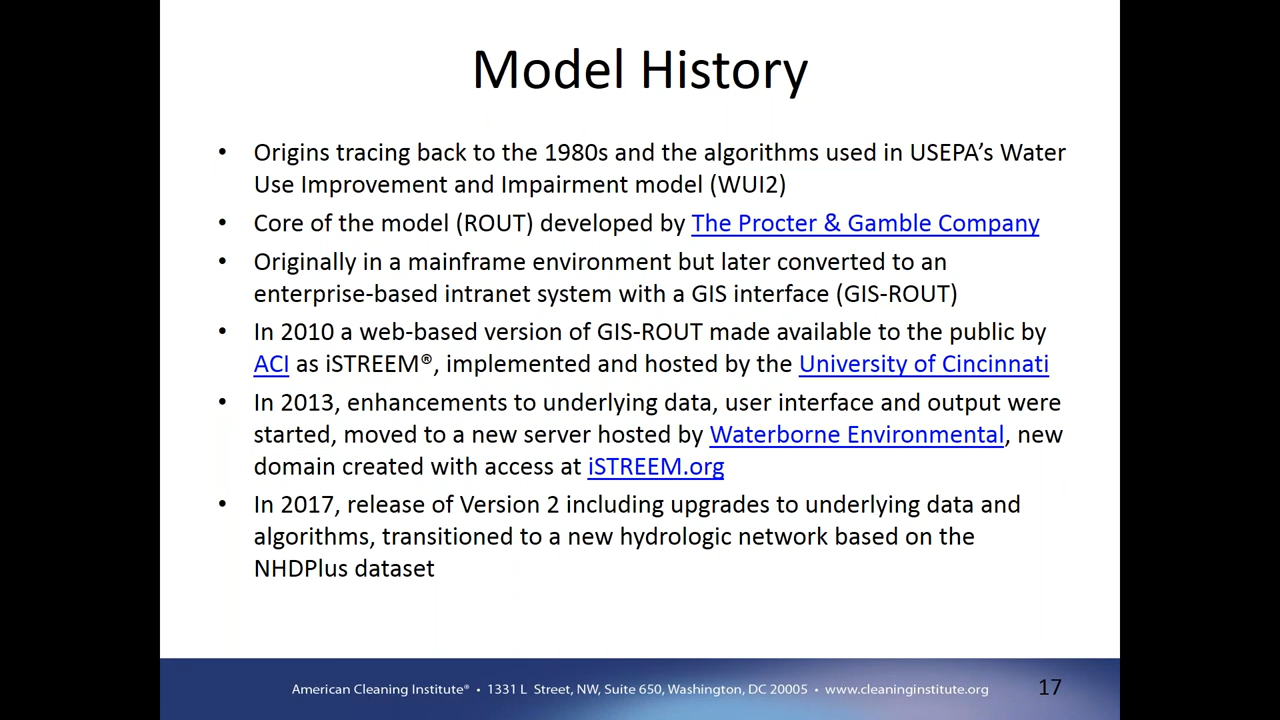 Model History
• Origins tracing back to the 1980s and the algorithms used in USEPA’s Water
Use Improvement and Impairment model (WUI2)
• Core of the model (ROUT) developed by The Procter & Gamble Company
• Originally in a mainframe environment but later converted to an
enterprise-based intranet system with a GIS interface (GIS-ROUT)
• In 2010 a web-based version of GIS-ROUT made available to the public by
ACI as iSTREEM®, implemented and hosted by the University of Cincinnati
• In 2013, enhancements to underlying data, user interface and output were
started, moved to a new server hosted by Waterborne Environmental, new
domain created with access at iSTREEM.org
• In 2017, release of Version 2 including upgrades to underlying data and
algorithms, transitioned to a new hydrologic network based on the
NHDPlus dataset
American Cleaning Institute® • 1331 L Street, NW, Suite 650, Washington, DC 20005 • www.cleaninginstitute.org 17